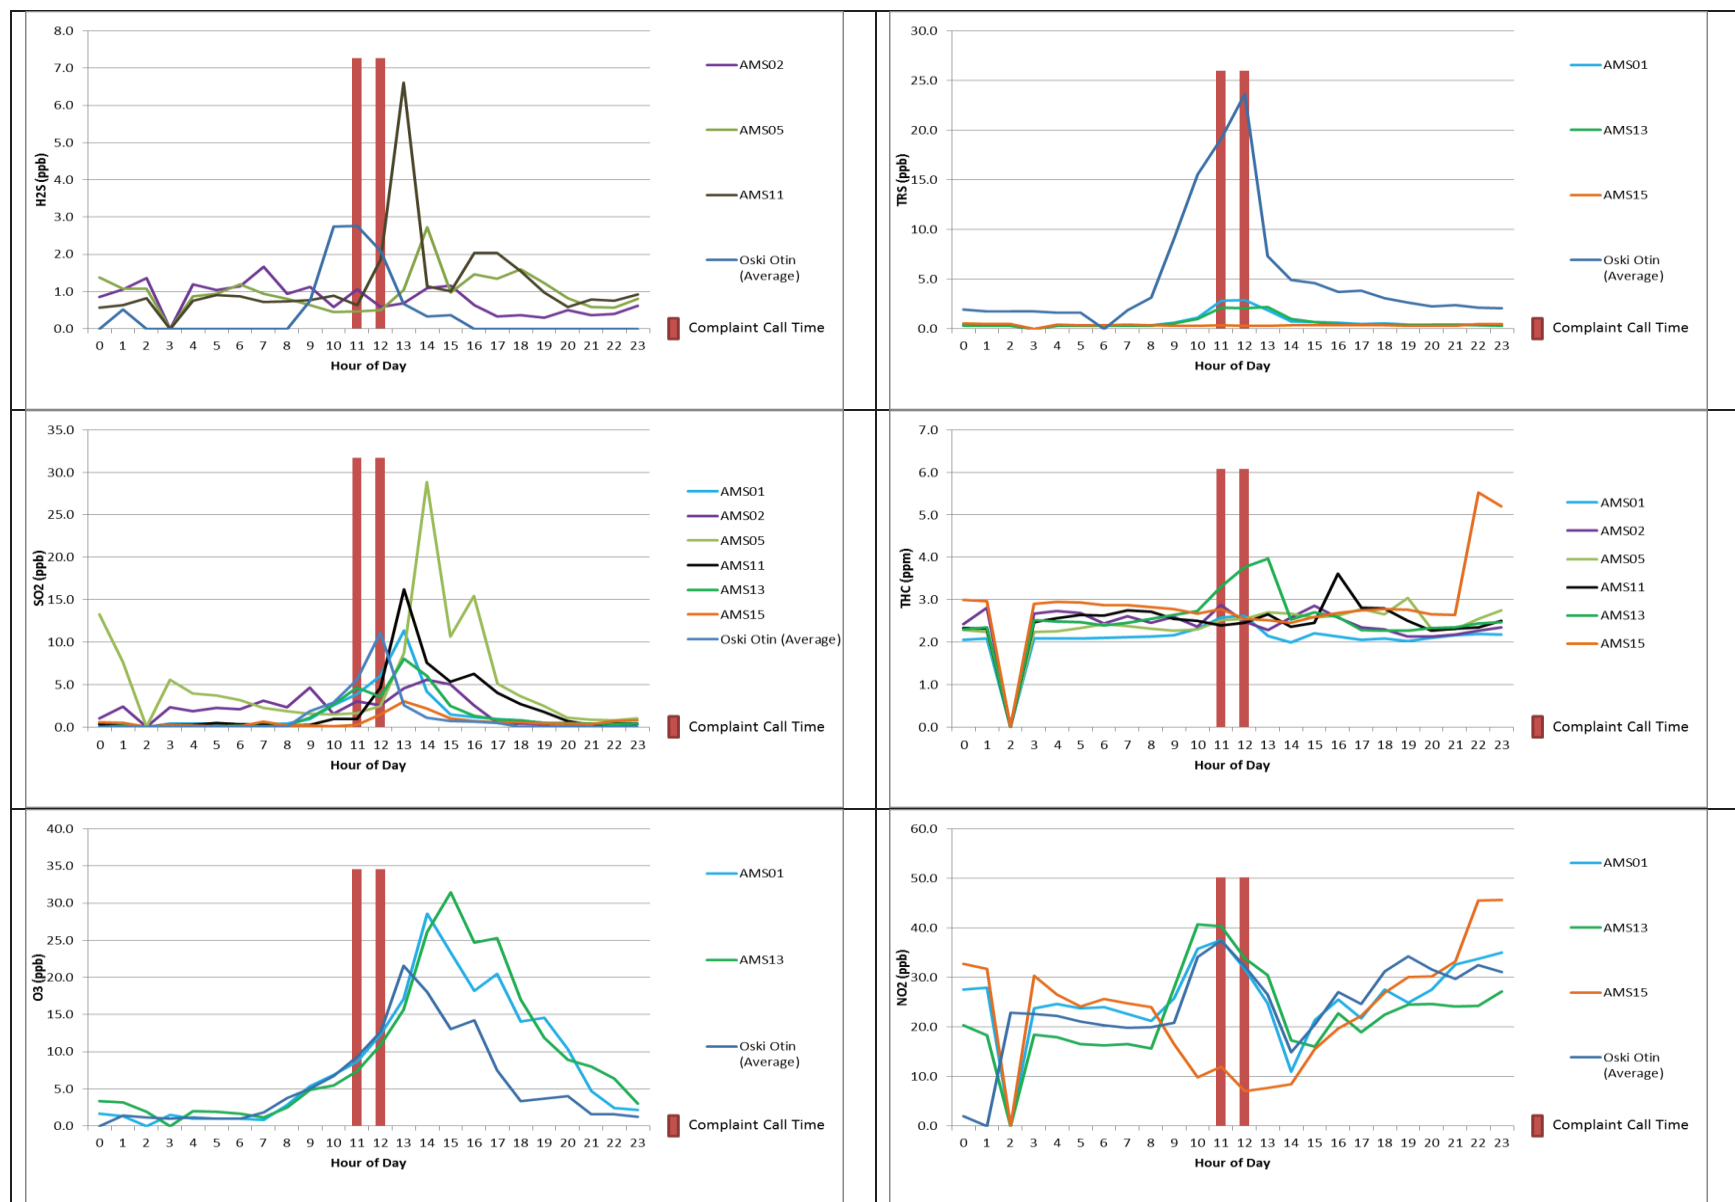 8.0
7.0
6.0
5.0
4.0
3.0
2.0
1.0
0.0
H2S (ppb)
0 1 2 3 4 5 6 7 8 9 10 11 12 13 14 15 16 17 18 19 20 21 22 23
Hour of Day
AMS02
AMS05
AMS11
Oski Otin
(Average)
Complaint Call Time
30.0
25.0
20.0
15.0
10.0
5.0
0.0
TRS (ppb)
0 1 2 3 4 5 6 7 8 9 10 11 12 13 14 15 16 17 18 19 20 21 22 23
Hour of Day
AMS01
AMS13
AMS15
Oski Otin
(Average)
Complaint Call Time
35.0
30.0
25.0
20.0
15.0
10.0
5.0
0.0
SO2 (ppb)
0 1 2 3 4 5 6 7 8 9 10 11 12 13 14 15 16 17 18 19 20 21 22 23
Hour of Day
AMS01
AMS02
AMS05
AMS11
AMS13
AMS15
Oski Otin (Average)
Complaint Call Time
7.0
6.0
5.0
4.0
3.0
2.0
1.0
0.0
THC (ppm)
0 1 2 3 4 5 6 7 8 9 10 11 12 13 14 15 16 17 18 19 20 21 22 23
Hour of Day
AMS01
AMS02
AMS05
AMS11
AMS13
AMS15
Complaint Call Time
40.0
35.0
30.0
25.0
20.0
15.0
10.0
5.0
0.0
O3 (ppb)
0 1 2 3 4 5 6 7 8 9 10 11 12 13 14 15 16 17 18 19 20 21 22 23
Hour of Day
AMS01
AMS13
Oski Otin
(Average)
Complaint Call Time
60.0
50.0
40.0
30.0
20.0
10.0
0.0
NO2 (ppb)
0 1 2 3 4 5 6 7 8 9 10 11 12 13 14 15 16 17 18 19 20 21 22 23
Hour of Day
AMS01
AMS13
AMS15
Oski Otin
(Average)
Complaint Call Time